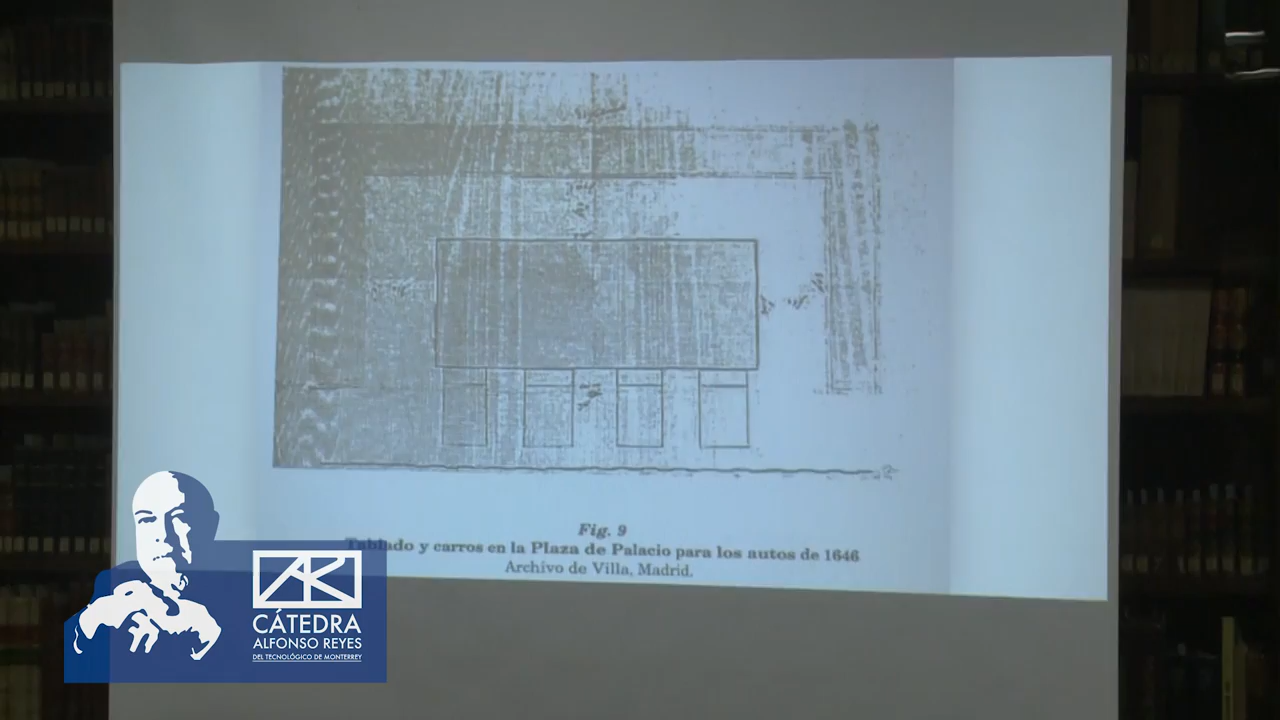 Fig. 9
Tablado y carros en la Plaza de Palacio para los autos de 1646
Archivo de Villa, Madrid.
AR
CÁTEDRA
ALFONSO REYES
DEL TECNOLÓGICO DE MONTERREY